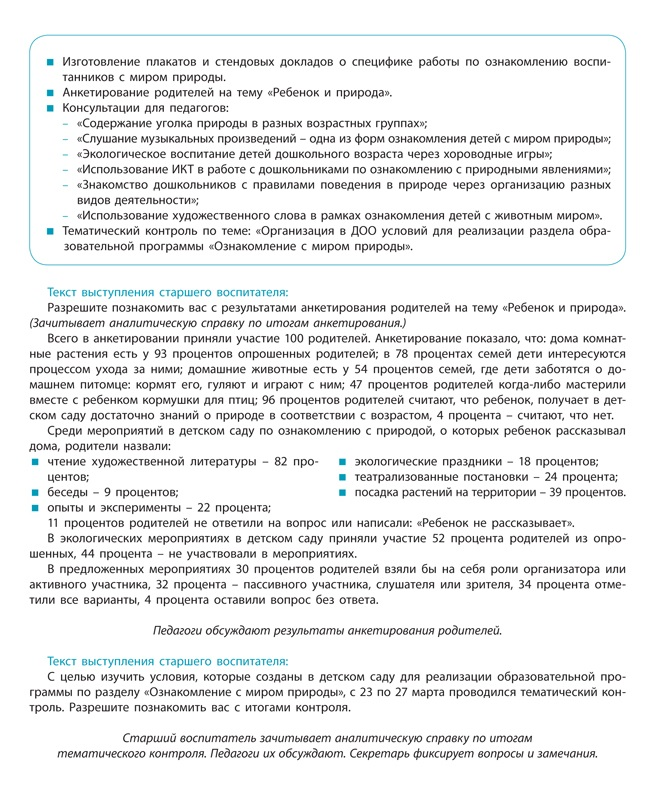 ■ Изготовление плакатов и стендовых докладов о специфике работы по ознакомлению воспи-
танников с миром природы.
■ Анкетирование родителей на тему «Ребенок и природа».
■ Консультации для педагогов:
– «Содержание уголка природы в разных возрастных группах»;
– «Слушание музыкальных произведений – одна из форм ознакомления детей с миром природы»;
– «Экологическое воспитание детей дошкольного возраста через хороводные игры»;
– «Использование ИКТ в работе с дошкольниками по ознакомлению с природными явлениями»;
– «Знакомство дошкольников с правилами поведения в природе через организацию разных
видов деятельности»;
– «Использование художественного слова в рамках ознакомления детей с животным миром».
■ Тематический контроль по теме: «Организация в ДОО условий для реализации раздела обра-
зовательной программы «Ознакомление с миром природы».
Текст выступления старшего воспитателя:
Разрешите познакомить вас с результатами анкетирования родителей на тему «Ребенок и природа».
(Зачитывает аналитическую справку по итогам анкетирования.)
Всего в анкетировании приняли участие 100 родителей. Анкетирование показало, что: дома комнат-
ные растения есть у 93 процентов опрошенных родителей; в 78 процентах семей дети интересуются
процессом ухода за ними; домашние животные есть у 54 процентов семей, где дети заботятся о до-
машнем питомце: кормят его, гуляют и играют с ним; 47 процентов родителей когда-либо мастерили
вместе с ребенком кормушки для птиц; 96 процентов родителей считают, что ребенок, получает в дет-
ском саду достаточно знаний о природе в соответствии с возрастом, 4 процента – считают, что нет.
Среди мероприятий в детском саду по ознакомлению с природой, о которых ребенок рассказывал
дома, родители назвали:
■ чтение художественной литературы – 82 про-
центов;
■ беседы – 9 процентов;
■ опыты и эксперименты – 22 процента;
■ экологические праздники – 18 процентов;
■ театрализованные постановки – 24 процента;
■ посадка растений на территории – 39 процентов.
11 процентов родителей не ответили на вопрос или написали: «Ребенок не рассказывает».
В экологических мероприятиях в детском саду приняли участие 52 процента родителей из опро-
шенных, 44 процента – не участвовали в мероприятиях.
В предложенных мероприятиях 30 процентов родителей взяли бы на себя роли организатора или
активного участника, 32 процента – пассивного участника, слушателя или зрителя, 34 процента отме-
тили все варианты, 4 процента оставили вопрос без ответа.
Педагоги обсуждают результаты анкетирования родителей.
Текст выступления старшего воспитателя:
С целью изучить условия, которые созданы в детском саду для реализации образовательной про-
граммы по разделу «Ознакомление с миром природы», с 23 по 27 марта проводился тематический кон-
троль. Разрешите познакомить вас с итогами контроля.
Старший воспитатель зачитывает аналитическую справку по итогам
тематического контроля. Педагоги их обсуждают. Секретарь фиксирует вопросы и замечания.